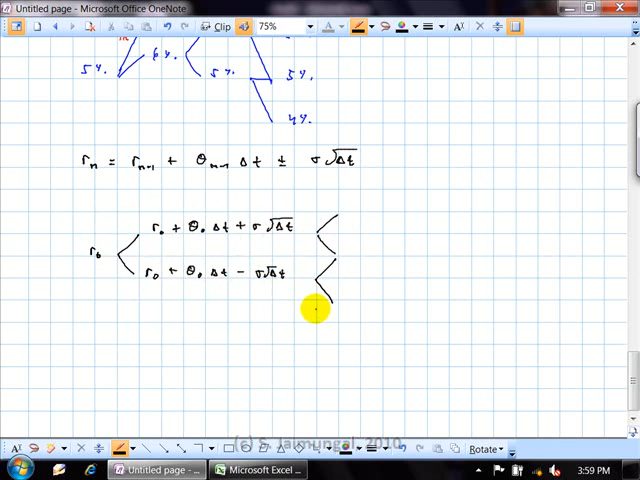 Untitled page - Microsoft Office OneNote
Clip 75%
5 %. 6 %. 5 %. 5 %.
4 %.
rₙ = rₙ₋₁ + θₙ₋₁ Δt ± σ √Δt
r₀ + θ₀ Δt + σ √Δt
r₀
r₀ + θ₀ Δt - σ√Δt
(c) S. Jaimungal, 2010
Rotate
Untitled page - ... Microsoft Excel ... 3:59 PM